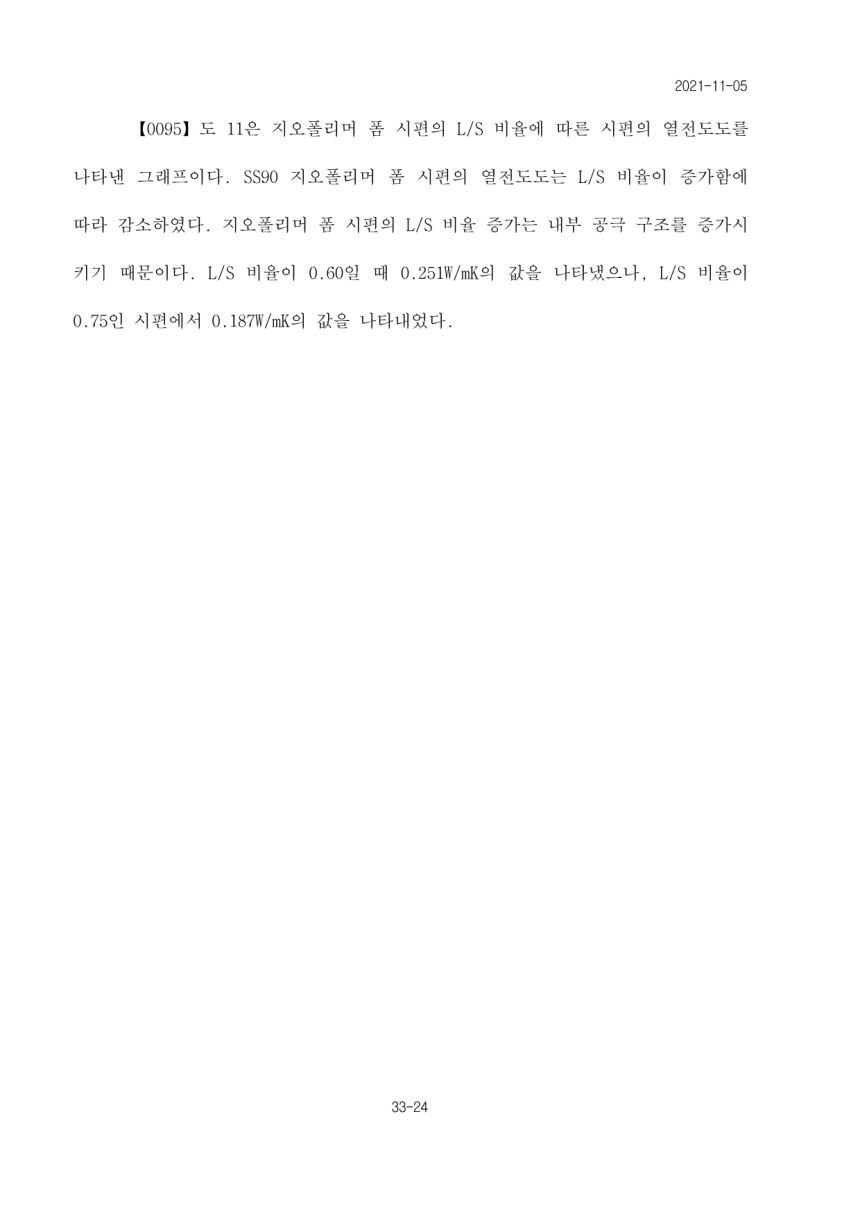 2021-11-05
【0095】도 11은 지오폴리머 폼 시편의 L/S 비율에 따른 시편의 열전도도를
나타낸 그래프이다. SS90 지오폴리머 폼 시편의 열전도도는 L/S 비율이 증가함에
따라 감소하였다. 지오폴리머 폼 시편의 L/S 비율 증가는 내부 공극 구조를 증가시
키기 때문이다. L/S 비율이 0.60일 때 0.251W/mK의 값을 나타냈으나, L/S 비율이
0.75인 시편에서 0.187W/mK의 값을 나타내었다.
33-24